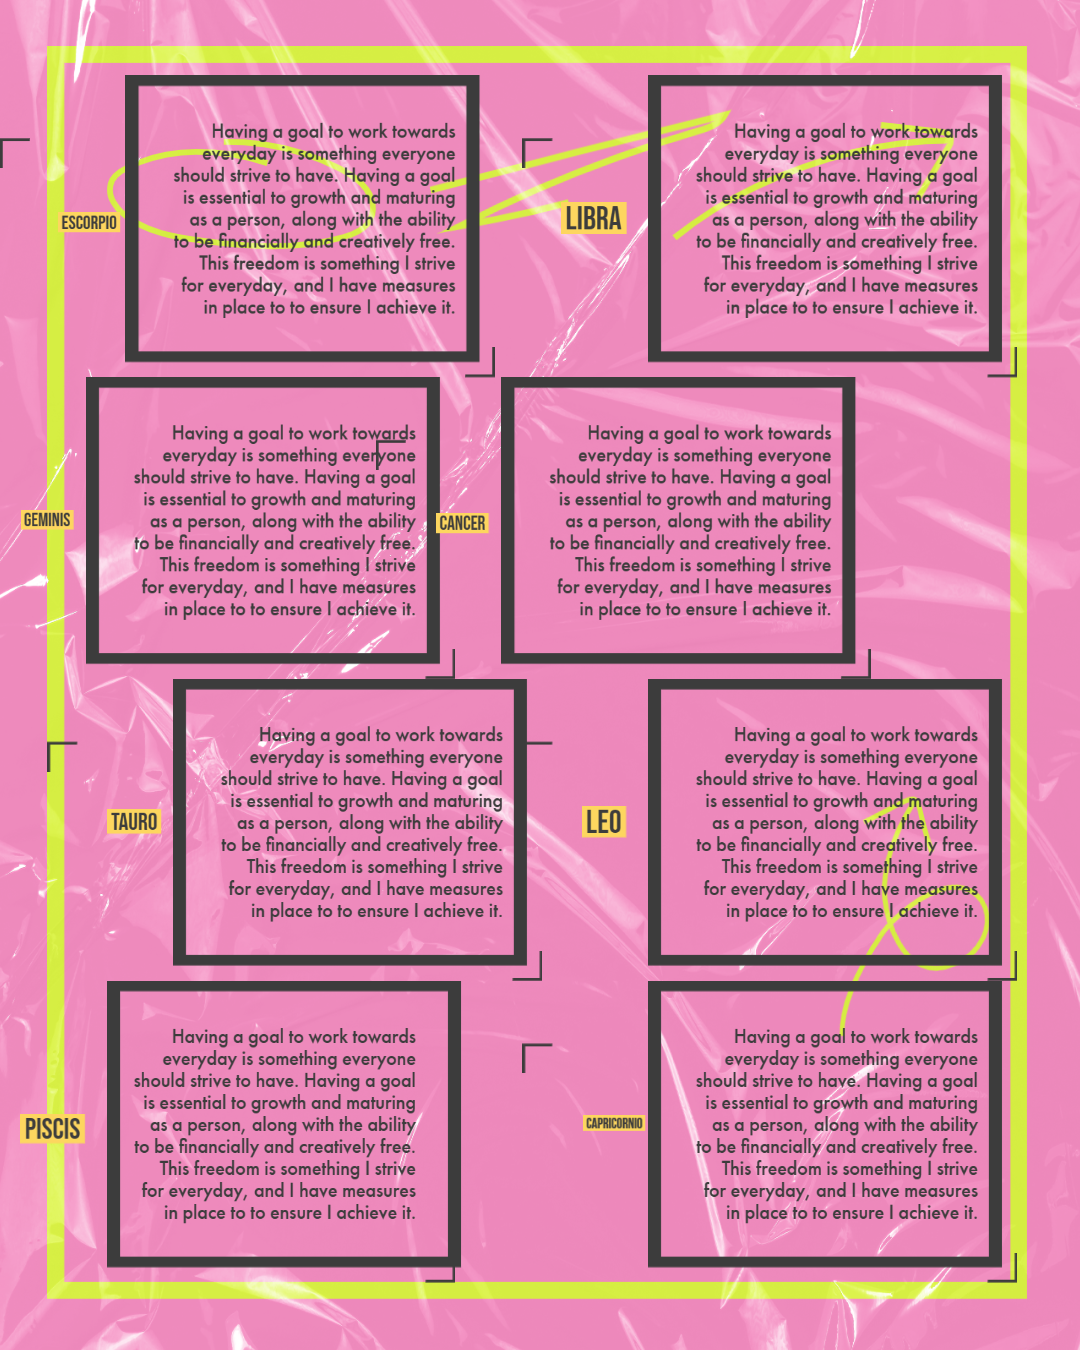 ESCORPIO
Having a goal to work towards
everyday is something everyone
should strive to have. Having a goal
is essential to growth and maturing
as a person, along with the ability
to be financially and creatively free.
This freedom is something I strive
for everyday, and I have measures
in place to to ensure I achieve it.
LIBRA
Having a goal to work towards
everyday is something everyone
should strive to have. Having a goal
is essential to growth and maturing
as a person, along with the ability
to be financially and creatively free.
This freedom is something I strive
for everyday, and I have measures
in place to to ensure I achieve it.
GEMINIS
Having a goal to work towards
everyday is something everyone
should strive to have. Having a goal
is essential to growth and maturing
as a person, along with the ability
to be financially and creatively free.
This freedom is something I strive
for everyday, and I have measures
in place to to ensure I achieve it.
CANCER
Having a goal to work towards
everyday is something everyone
should strive to have. Having a goal
is essential to growth and maturing
as a person, along with the ability
to be financially and creatively free.
This freedom is something I strive
for everyday, and I have measures
in place to to ensure I achieve it.
TAURO
Having a goal to work towards
everyday is something everyone
should strive to have. Having a goal
is essential to growth and maturing
as a person, along with the ability
to be financially and creatively free.
This freedom is something I strive
for everyday, and I have measures
in place to to ensure I achieve it.
LEO
Having a goal to work towards
everyday is something everyone
should strive to have. Having a goal
is essential to growth and maturing
as a person, along with the ability
to be financially and creatively free.
This freedom is something I strive
for everyday, and I have measures
in place to to ensure I achieve it.
PISCIS
Having a goal to work towards
everyday is something everyone
should strive to have. Having a goal
is essential to growth and maturing
as a person, along with the ability
to be financially and creatively free.
This freedom is something I strive
for everyday, and I have measures
in place to to ensure I achieve it.
CAPRICORNIO
Having a goal to work towards
everyday is something everyone
should strive to have. Having a goal
is essential to growth and maturing
as a person, along with the ability
to be financially and creatively free.
This freedom is something I strive
for everyday, and I have measures
in place to to ensure I achieve it.